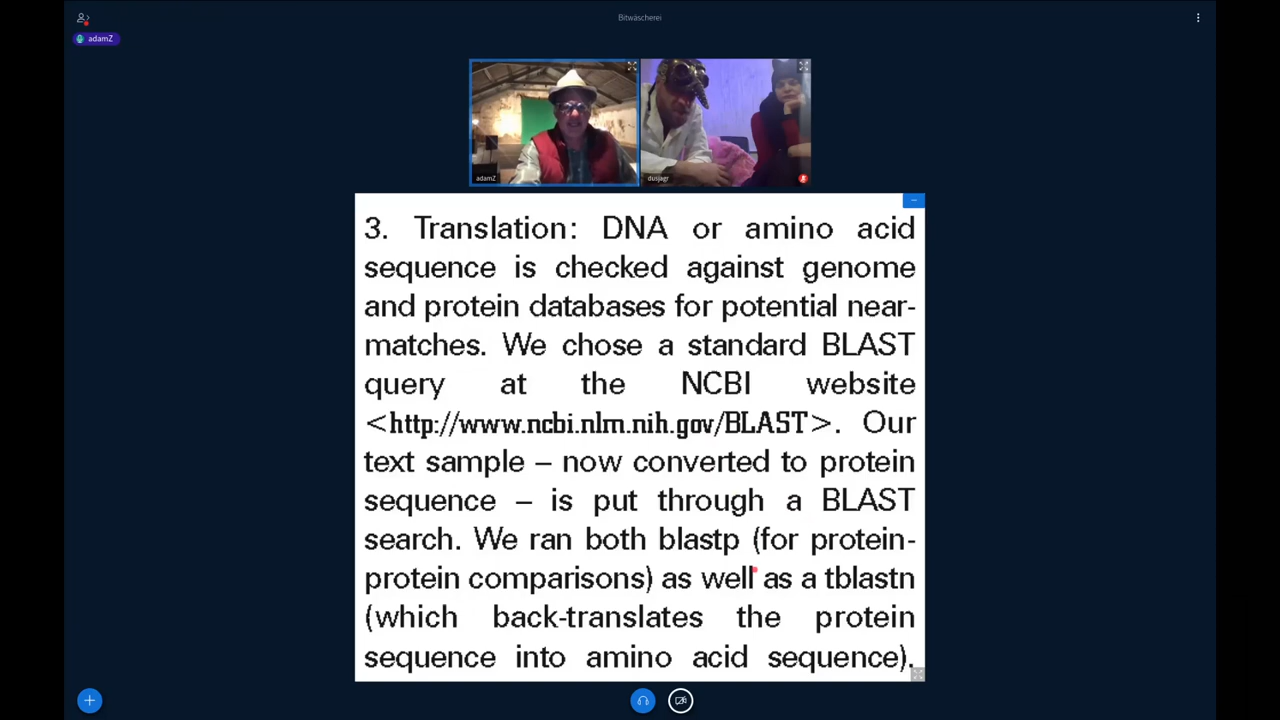 Bitwäscherei
adamZ
adamZ
dusjagr
3. Translation: DNA or amino acid
sequence is checked against genome
and protein databases for potential near-
matches. We chose a standard BLAST
query at the NCBI website
<http://www.ncbi.nlm.nih.gov/BLAST>. Our
text sample – now converted to protein
sequence – is put through a BLAST
search. We ran both blastp (for protein-
protein comparisons) as well as a tblastn
(which back-translates the protein
sequence into amino acid sequence).